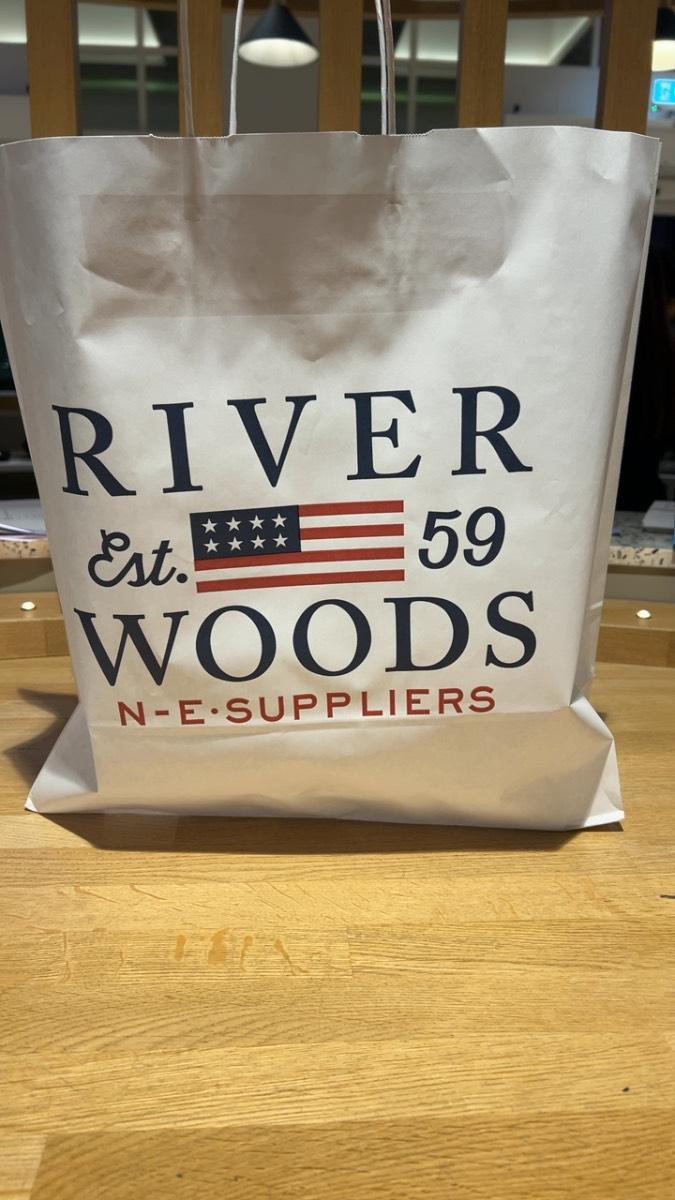 RIVER
Est. 59
WOODS
N-E·SUPPLIERS